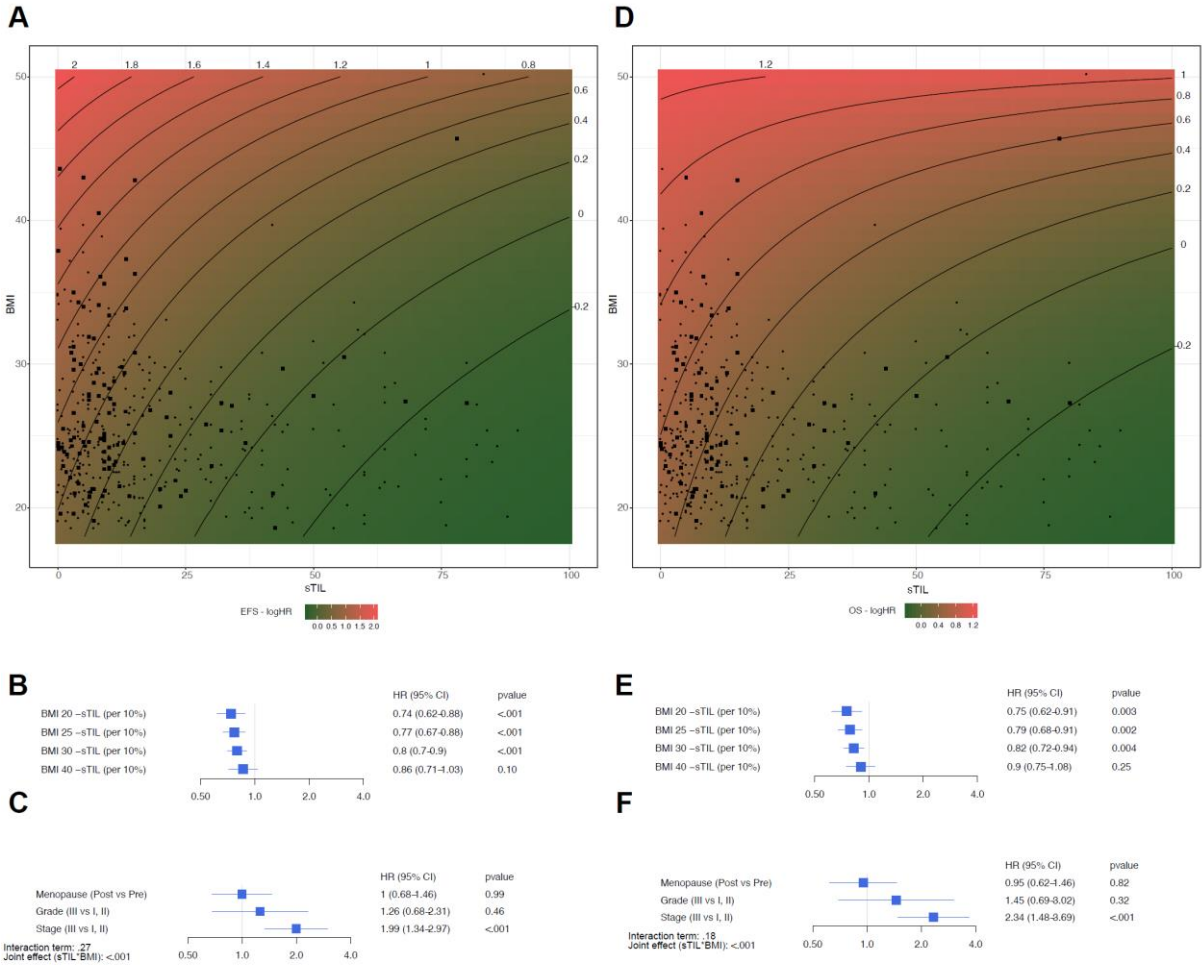 A
2 1.8 1.6 1.4 1.2 1 0.8
0.6
0.4
0.2
0
-0.2
50
40
30
20
BMI
0 25 50 75 100
sTIL
EFS - logHR
0.0 0.5 1.0 1.5 2.0
B
HR (95% CI) pvalue
BMI 20 –sTIL (per 10%) 0.74 (0.62-0.88) <.001
BMI 25 –sTIL (per 10%) 0.77 (0.67-0.88) <.001
BMI 30 –sTIL (per 10%) 0.8 (0.7-0.9) <.001
BMI 40 –sTIL (per 10%) 0.86 (0.71-1.03) 0.10
0.50 1.0 2.0 4.0
C
HR (95% CI) pvalue
Menopause (Post vs Pre) 1 (0.68-1.46) 0.99
Grade (III vs I, II) 1.26 (0.68-2.31) 0.46
Stage (III vs I, II) 1.99 (1.34-2.97) <.001
Interaction term: .27
Joint effect (sTIL*BMI): <.001
0.50 1.0 2.0 4.0
D
1.2
1
0.8
0.6
0.4
0.2
0
-0.2
50
40
30
20
BMI
0 25 50 75 100
sTIL
OS - logHR
0.0 0.4 0.8 1.2
E
HR (95% CI) pvalue
BMI 20 –sTIL (per 10%) 0.75 (0.62-0.91) 0.003
BMI 25 –sTIL (per 10%) 0.79 (0.68-0.91) 0.002
BMI 30 –sTIL (per 10%) 0.82 (0.72-0.94) 0.004
BMI 40 –sTIL (per 10%) 0.9 (0.75-1.08) 0.25
0.50 1.0 2.0 4.0
F
HR (95% CI) pvalue
Menopause (Post vs Pre) 0.95 (0.62-1.46) 0.82
Grade (III vs I, II) 1.45 (0.69-3.02) 0.32
Stage (III vs I, II) 2.34 (1.48-3.69) <.001
Interaction term: .18
Joint effect (sTIL*BMI): <.001
0.50 1.0 2.0 4.0